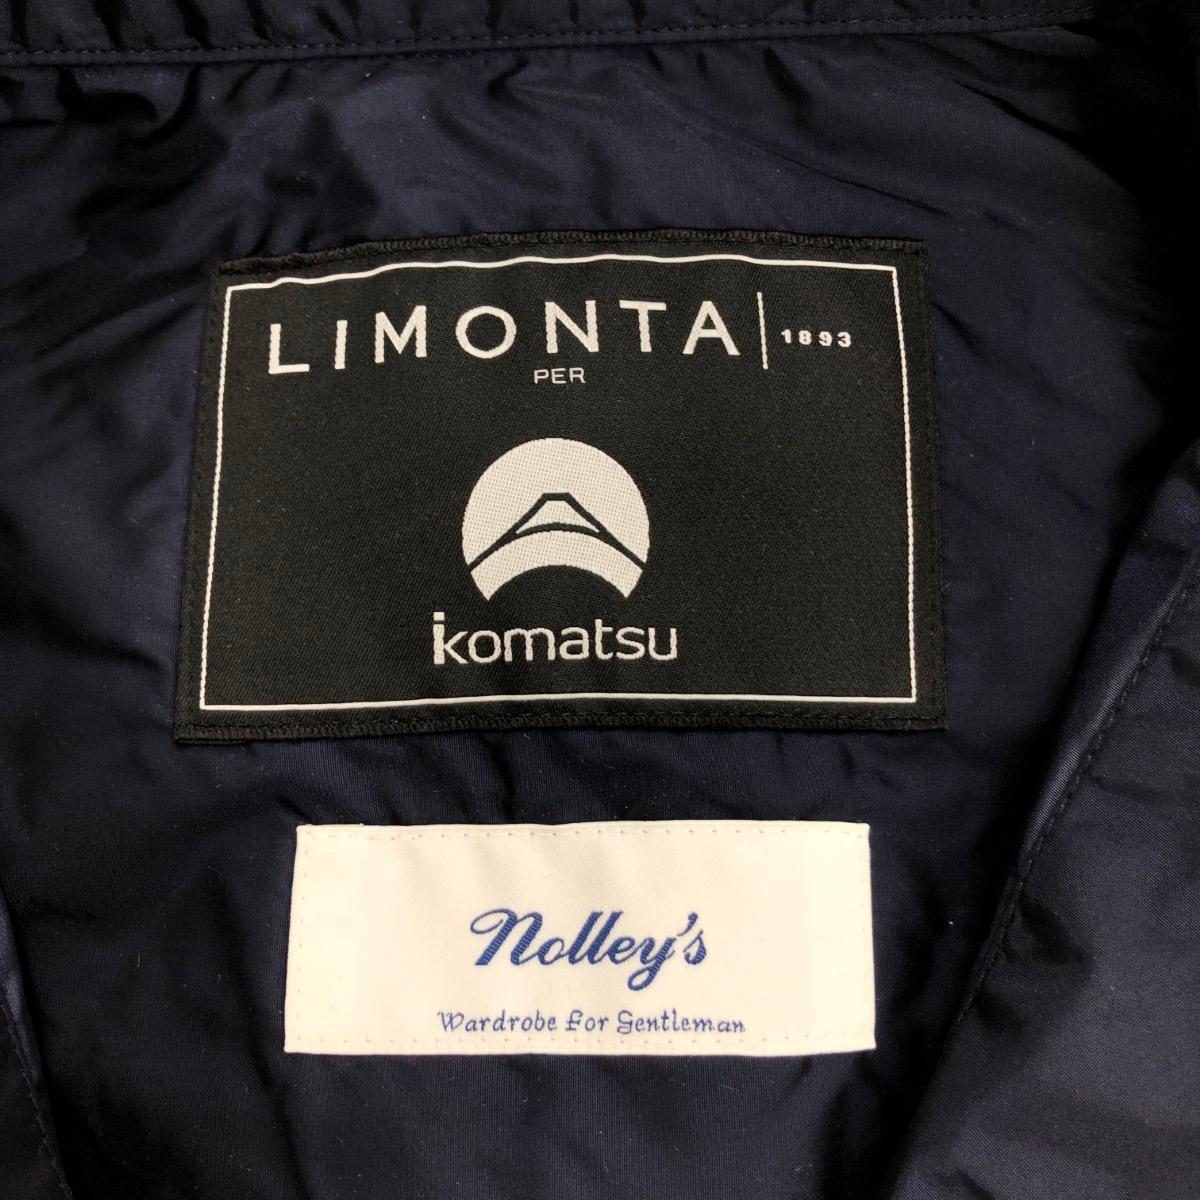 LIMONTA 1893
PER
komatsu
Nolley's
Wardrobe for Gentleman